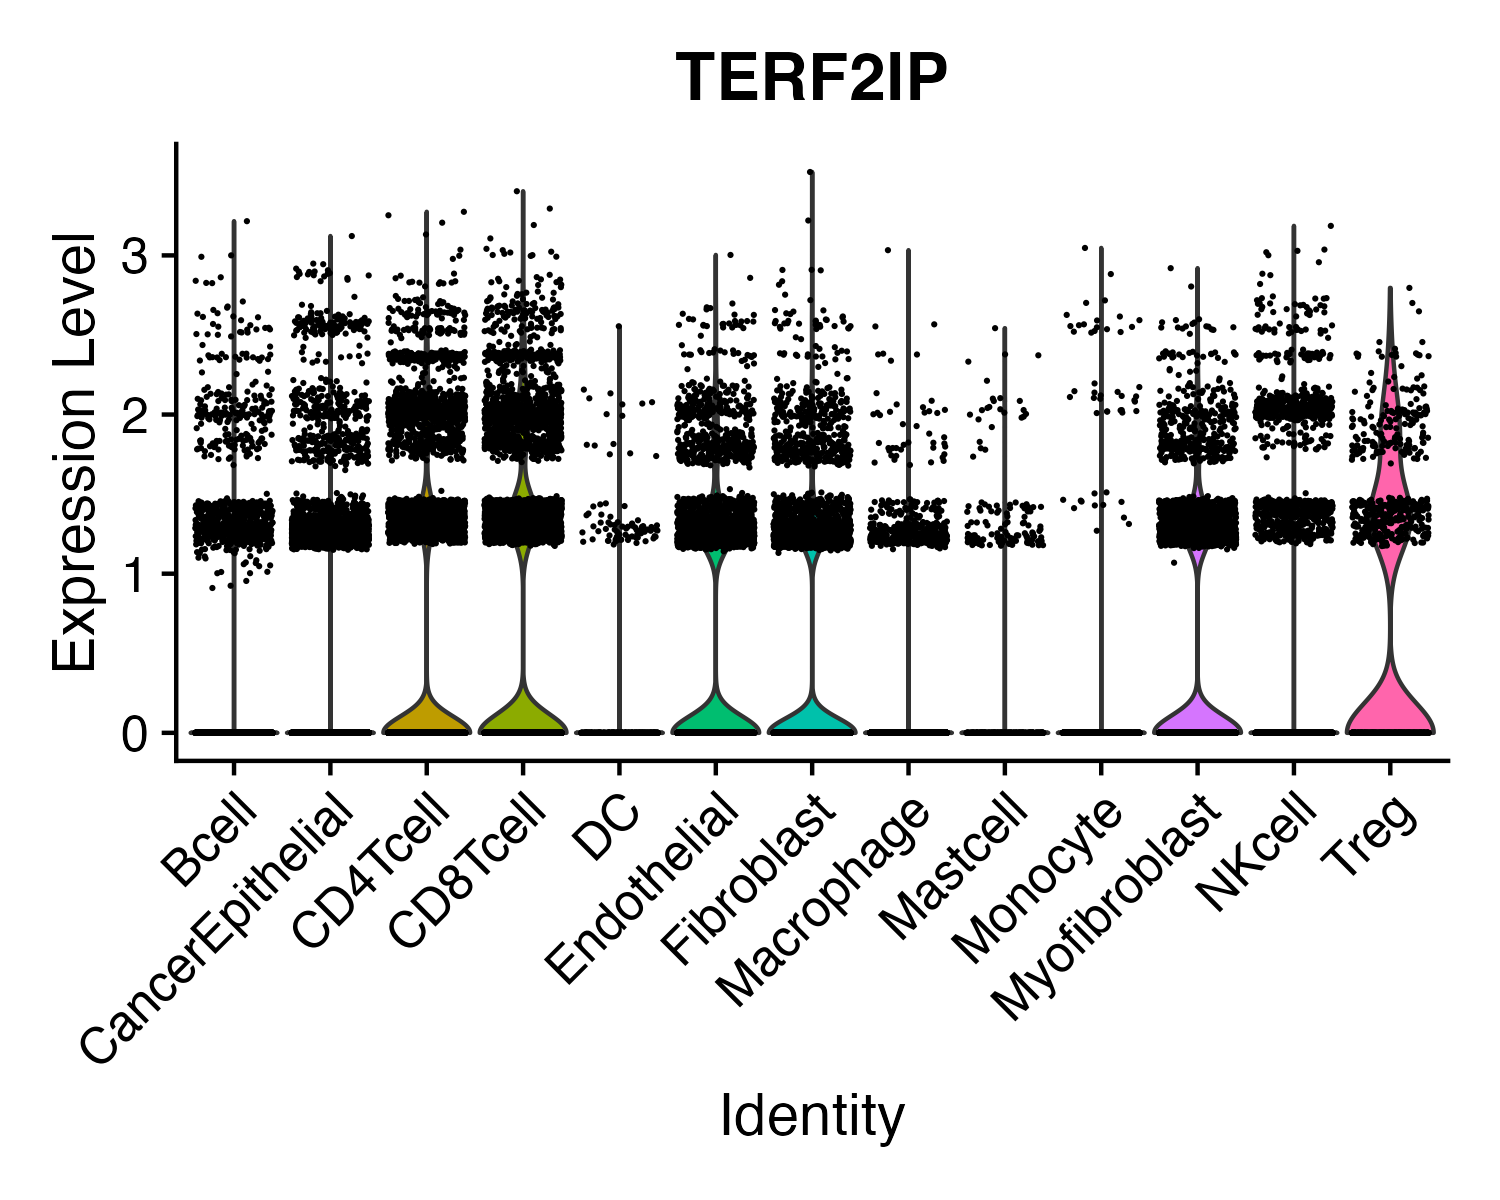 TERF2IP
Expression Level
3
2
1
0
Bcell
CancerEpithelial
CD4Tcell
CD8Tcell
DC
Endothelial
Fibroblast
Macrophage
Mastcell
Monocyte
Myofibroblast
NKcell
Treg
Identity